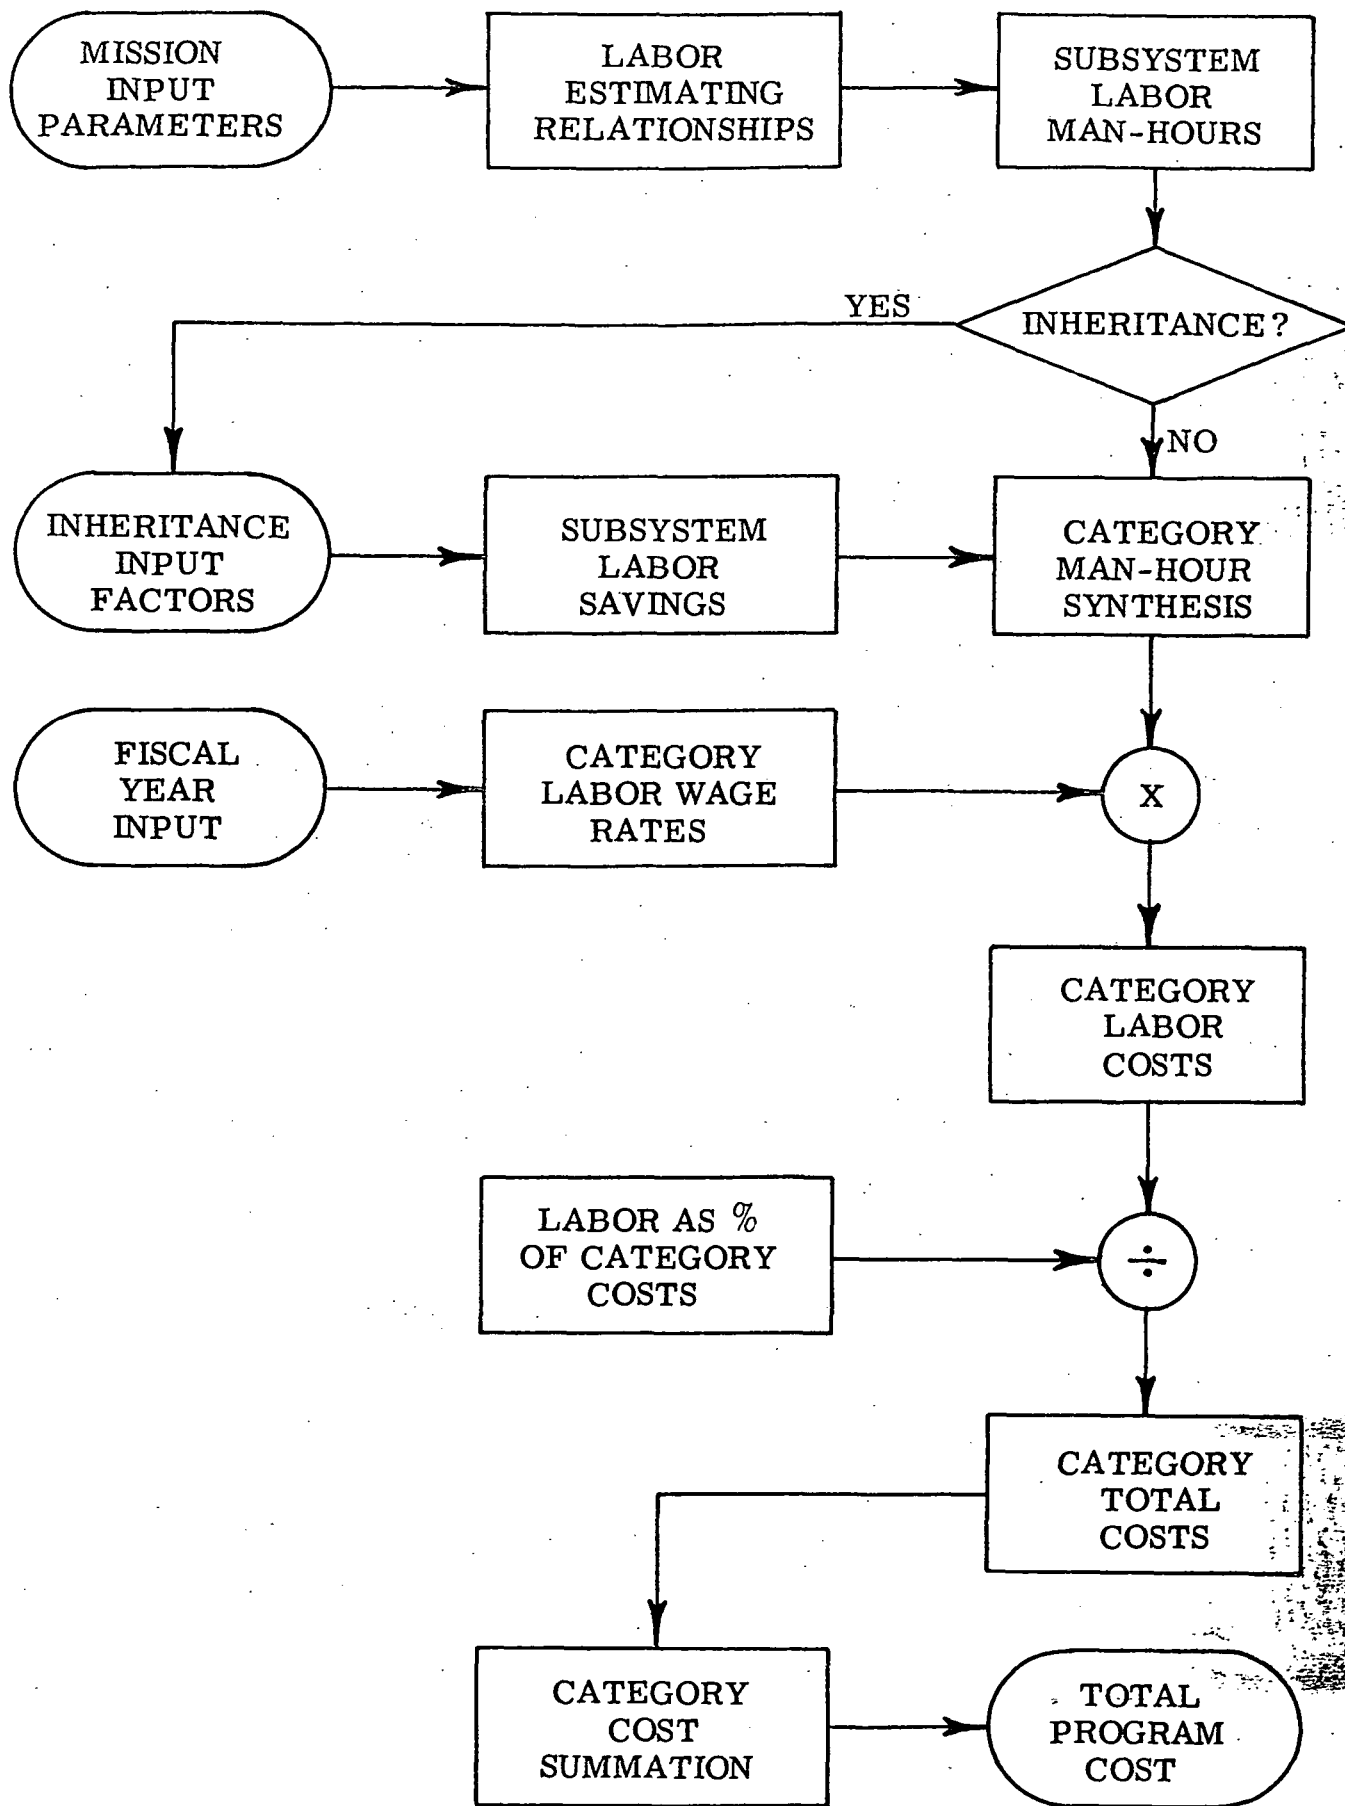 MISSION
INPUT
PARAMETERS
LABOR
ESTIMATING
RELATIONSHIPS
SUBSYSTEM
LABOR
MAN-HOURS
YES
INHERITANCE?
NO
INHERITANCE
INPUT
FACTORS
SUBSYSTEM
LABOR
SAVINGS
CATEGORY
MAN-HOUR
SYNTHESIS
FISCAL
YEAR
INPUT
CATEGORY
LABOR WAGE
RATES
X
CATEGORY
LABOR
COSTS
LABOR AS %
OF CATEGORY
COSTS
÷
CATEGORY
TOTAL
COSTS
CATEGORY
COST
SUMMATION
TOTAL
PROGRAM
COST